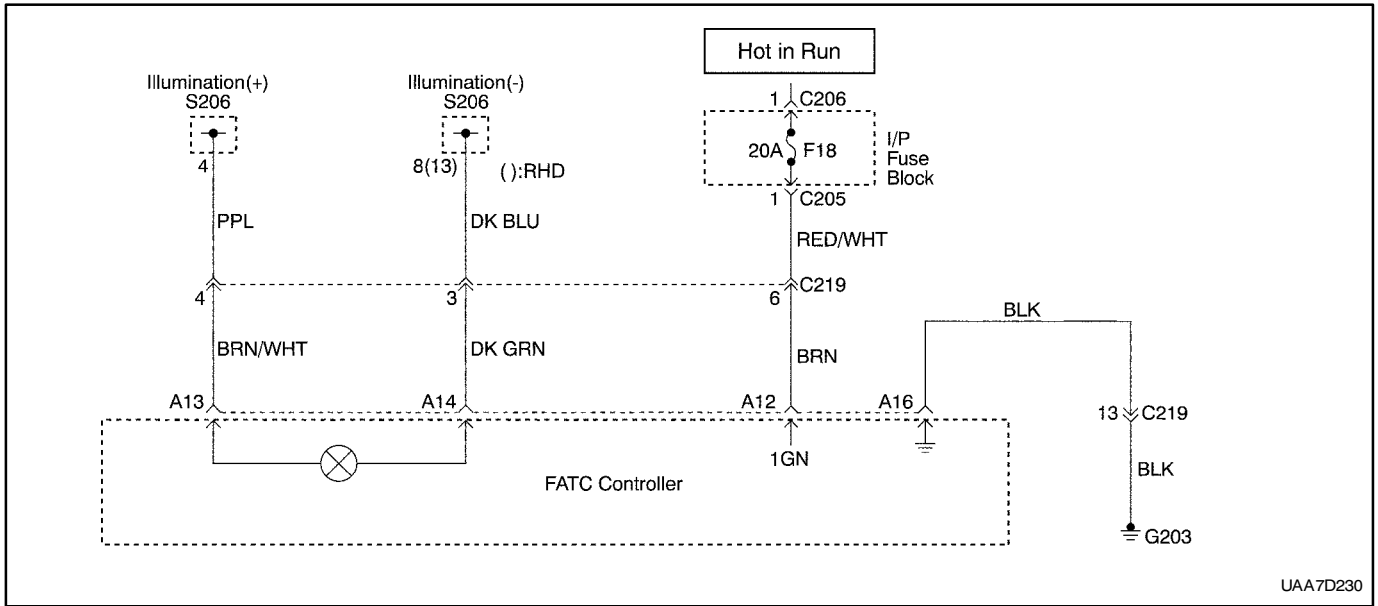 Hot in Run
Illumination(+)
S206
Illumination(-)
S206
1 C206
20A F18
I/P
Fuse
Block
4
8(13)
( ):RHD
1 C205
PPL
DK BLU
RED/WHT
4
3
6
C219
BLK
BRN/WHT
DK GRN
BRN
A13
A14
A12
A16
13 C219
1GN
BLK
FATC Controller
G203
UAA7D230